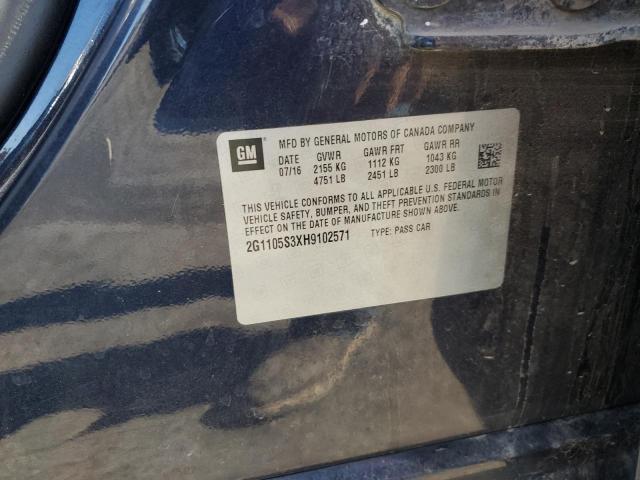 GM
MFD BY GENERAL MOTORS OF CANADA COMPANY
DATE GVWR GAWR FRT GAWR RR
07/16 2155 KG 1112 KG 1043 KG
4751 LB 2451 LB 2300 LB
THIS VEHICLE CONFORMS TO ALL APPLICABLE U.S. FEDERAL MOTOR
VEHICLE SAFETY, BUMPER, AND THEFT PREVENTION STANDARDS IN
EFFECT ON THE DATE OF MANUFACTURE SHOWN ABOVE.
2G1105S3XH9102571 TYPE: PASS CAR